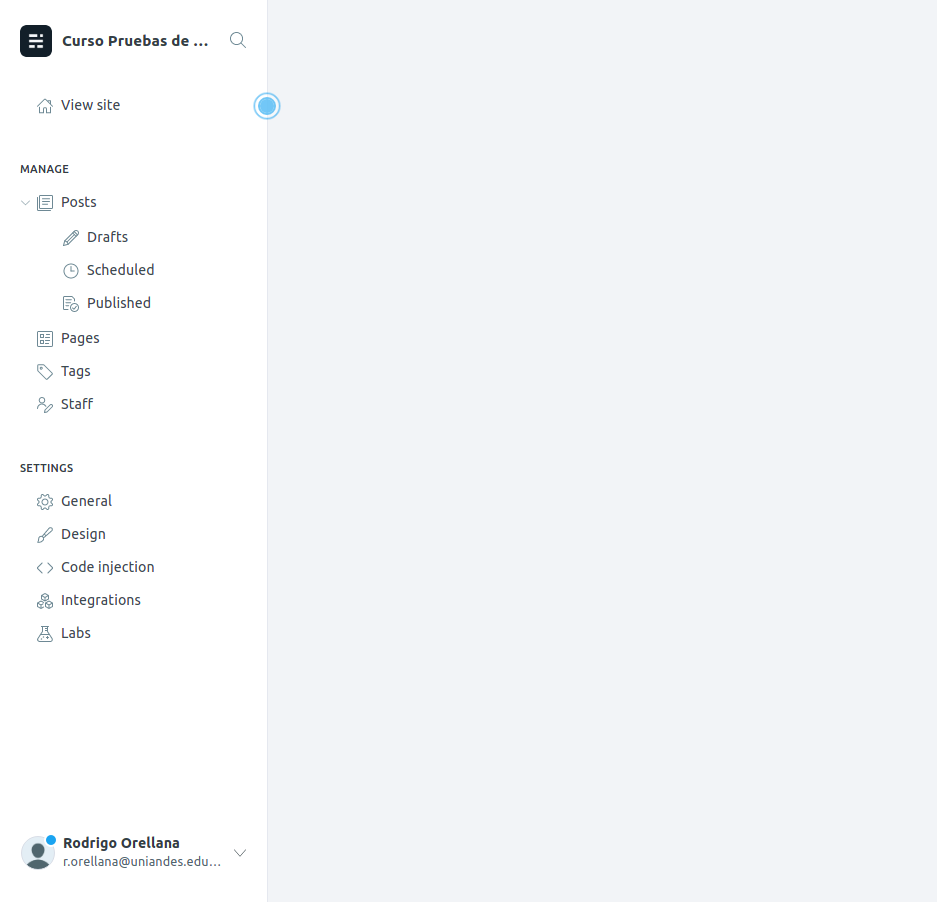 Curso Pruebas de ...
View site
MANAGE
Posts
Drafts
Scheduled
Published
Pages
Tags
Staff
SETTINGS
General
Design
Code injection
Integrations
Labs
Rodrigo Orellana
r.orellana@uniandes.edu...